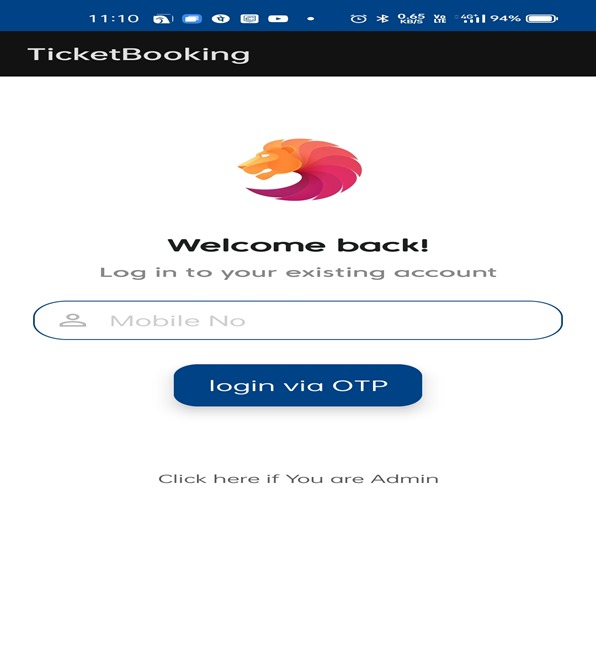 11:10 0.65 KB/S Vo LTE 4G+ 94%
TicketBooking
Welcome back!
Log in to your existing account
Mobile No
login via OTP
Click here if You are Admin